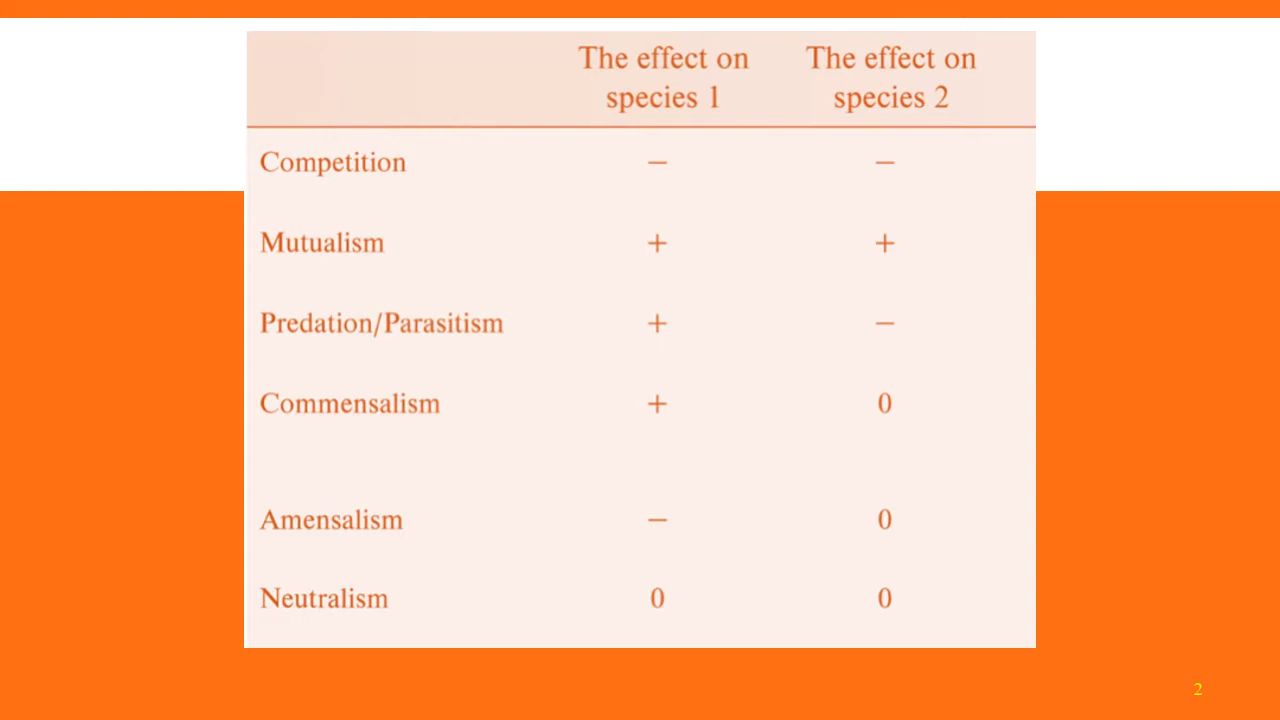 The effect on The effect on
species 1 species 2
Competition − −
Mutualism + +
Predation/Parasitism + −
Commensalism + 0
Amensalism − 0
Neutralism 0 0
2